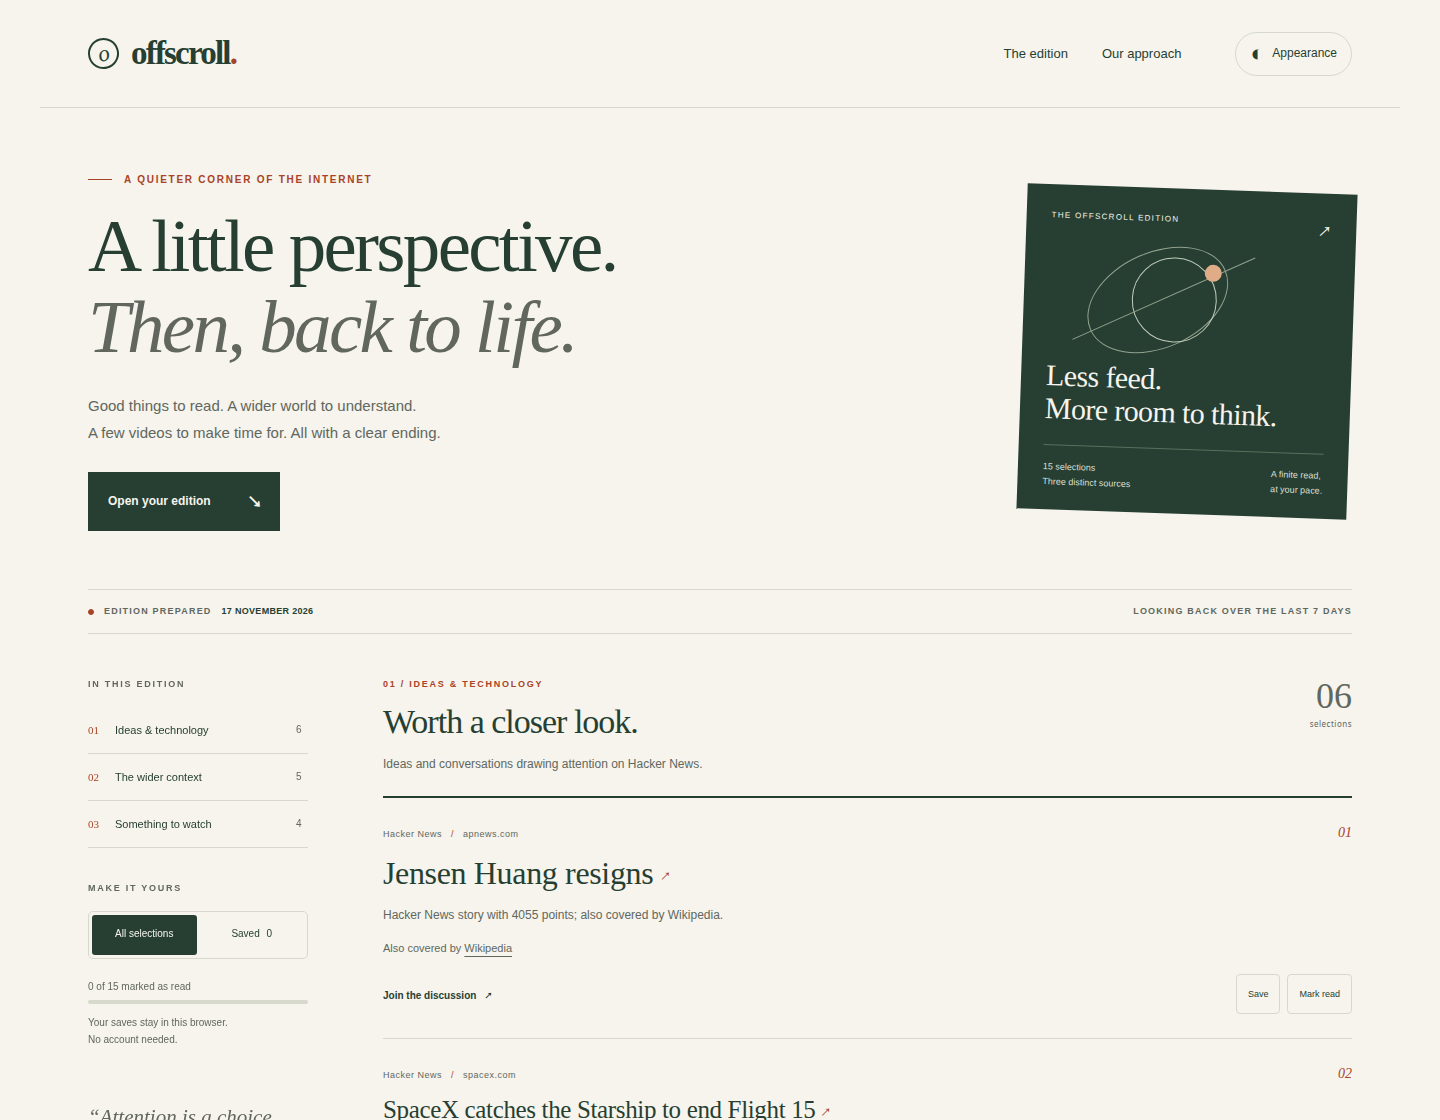 o offscroll.
The edition
Our approach
Appearance
A QUIETER CORNER OF THE INTERNET
A little perspective.
Then, back to life.
Good things to read. A wider world to understand.
A few videos to make time for. All with a clear ending.
Open your edition ↘
THE OFFSCROLL EDITION
↗
Less feed.
More room to think.
15 selections
Three distinct sources
A finite read,
at your pace.
EDITION PREPARED 17 NOVEMBER 2026
LOOKING BACK OVER THE LAST 7 DAYS
IN THIS EDITION
01 Ideas & technology 6
02 The wider context 5
03 Something to watch 4
MAKE IT YOURS
All selections
Saved 0
0 of 15 marked as read
Your saves stay in this browser.
No account needed.
“Attention is a choice
01 / IDEAS & TECHNOLOGY
Worth a closer look.
Ideas and conversations drawing attention on Hacker News.
06
selections
Hacker News / apnews.com
01
Jensen Huang resigns ↗
Hacker News story with 4055 points; also covered by Wikipedia.
Also covered by Wikipedia
Join the discussion ↗
Save
Mark read
Hacker News / spacex.com
02
SpaceX catches the Starship to end Flight 15 ↗